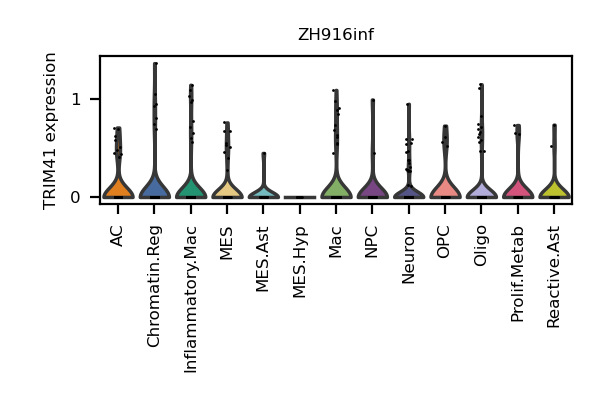 ZH916inf
TRIM41 expression
1
0
AC
Chromatin.Reg
Inflammatory.Mac
MES
MES.Ast
MES.Hyp
Mac
NPC
Neuron
OPC
Oligo
Prolif.Metab
Reactive.Ast